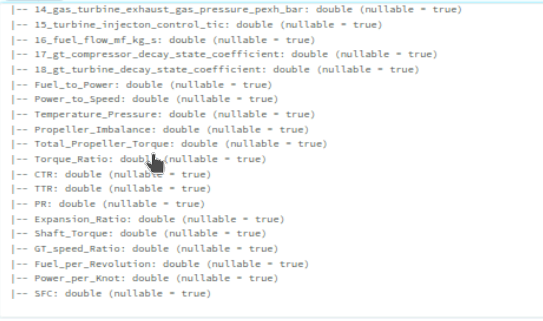 |-- 14_gas_turbine_exhaust_gas_pressure_pexh_bar: double (nullable = true)
|-- 15_turbine_injecton_control_tic: double (nullable = true)
|-- 16_fuel_flow_mf_kg_s: double (nullable = true)
|-- 17_gt_compressor_decay_state_coefficient: double (nullable = true)
|-- 18_gt_turbine_decay_state_coefficient: double (nullable = true)
|-- Fuel_to_Power: double (nullable = true)
|-- Power_to_Speed: double (nullable = true)
|-- Temperature_Pressure: double (nullable = true)
|-- Propeller_Imbalance: double (nullable = true)
|-- Total_Propeller_Torque: double (nullable = true)
|-- Torque_Ratio: double (nullable = true)
|-- CTR: double (nullable = true)
|-- TTR: double (nullable = true)
|-- PR: double (nullable = true)
|-- Expansion_Ratio: double (nullable = true)
|-- Shaft_Torque: double (nullable = true)
|-- GT_speed_Ratio: double (nullable = true)
|-- Fuel_per_Revolution: double (nullable = true)
|-- Power_per_Knot: double (nullable = true)
|-- SFC: double (nullable = true)